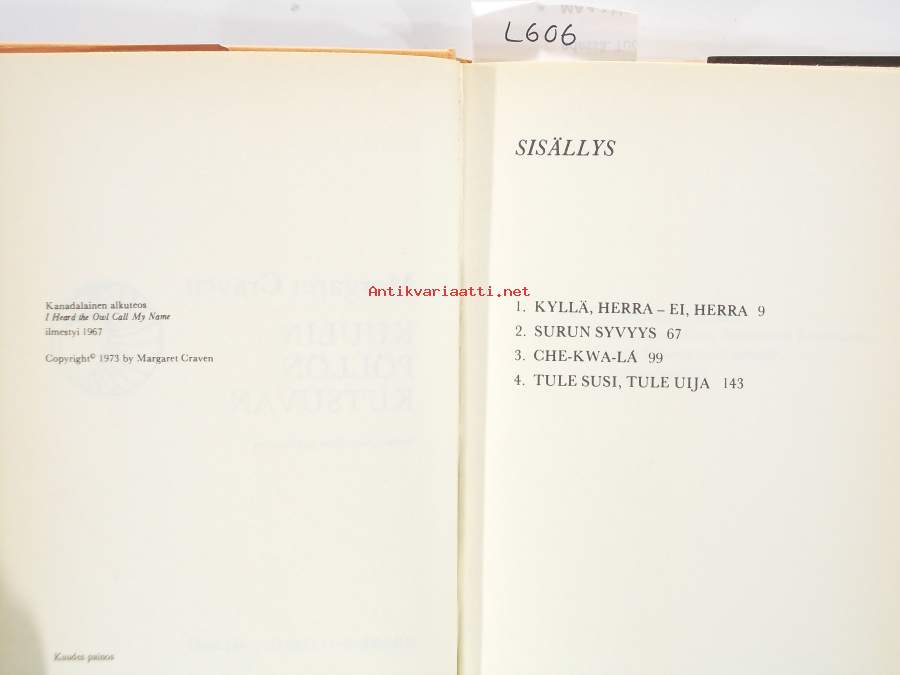 L606
Kanadalainen alkuteos
I Heard the Owl Call My Name
ilmestyi 1967
Copyright© 1973 by Margaret Craven
Kuudes painos
Antikvariaatti.net
SISÄLLYS
1. KYLLÄ, HERRA – EI, HERRA 9
2. SURUN SYVYYS 67
3. CHE-KWA-LÁ 99
4. TULE SUSI, TULE UIJA 143